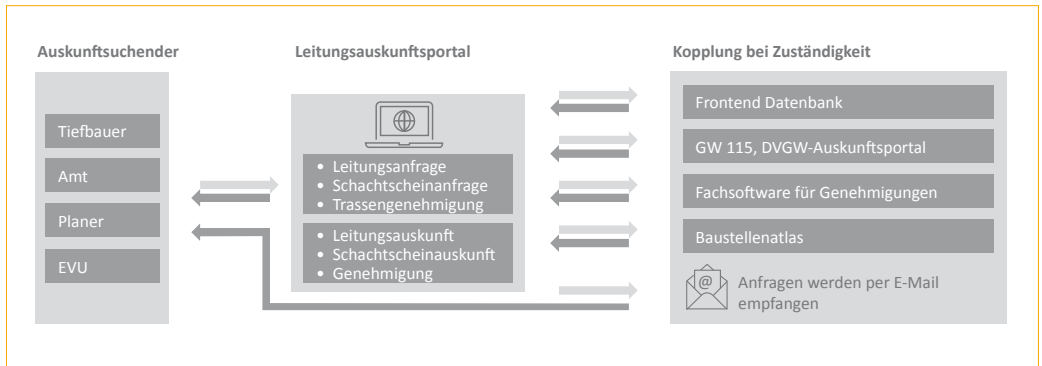 Auskunftsuchender
Leitungsauskunftsportal
Kopplung bei Zuständigkeit
Tiefbauer
Amt
Planer
EVU
• Leitungsanfrage
• Schachtscheinanfrage
• Trassengenehmigung
• Leitungsauskunft
• Schachtscheinauskunft
• Genehmigung
Frontend Datenbank
GW 115, DVGW-Auskunftsportal
Fachsoftware für Genehmigungen
Baustellenatlas
@
Anfragen werden per E-Mail
empfangen